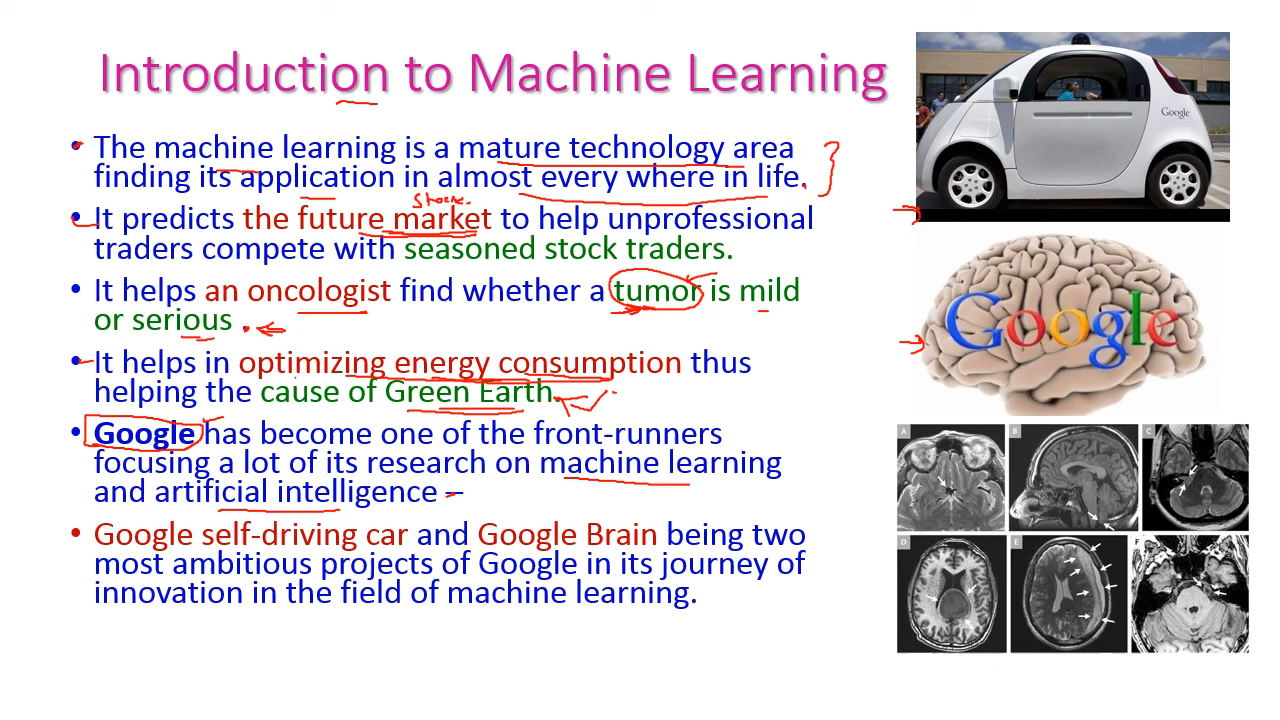 Introduction to Machine Learning
• The machine learning is a mature technology area
finding its application in almost every where in life.
• It predicts the future market to help unprofessional
traders compete with seasoned stock traders.
• It helps an oncologist find whether a tumor is mild
or serious .
• It helps in optimizing energy consumption thus
helping the cause of Green Earth.
• Google has become one of the front-runners
focusing a lot of its research on machine learning
and artificial intelligence –
• Google self-driving car and Google Brain being two
most ambitious projects of Google in its journey of
innovation in the field of machine learning.
Google
Google
A B C
D E F